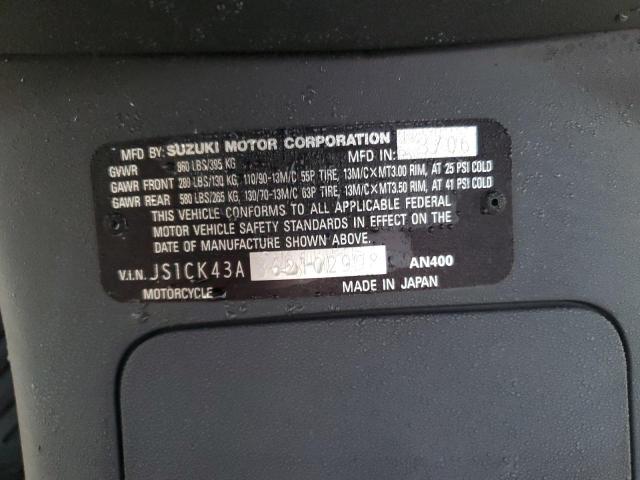 MFD BY: SUZUKI MOTOR CORPORATION MFD IN: 3/06
GVWR 860 LBS/395 KG
GAWR FRONT 280 LBS/130 KG, 110/90-13M/C 55P TIRE, 13M/C×MT3.00 RIM, AT 25 PSI COLD
GAWR REAR 580 LBS/265 KG, 130/70-13M/C 63P TIRE, 13M/C×MT3.50 RIM, AT 41 PSI COLD
THIS VEHICLE CONFORMS TO ALL APPLICABLE FEDERAL
MOTOR VEHICLE SAFETY STANDARDS IN EFFECT ON THE
DATE OF MANUFACTURE SHOWN ABOVE.
V.I.N. JS1CK43A AN400
MOTORCYCLE MADE IN JAPAN